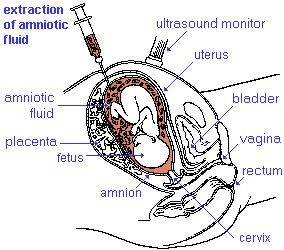 extraction
of amniotic
fluid
ultrasound monitor
uterus
amniotic
fluid
bladder
placenta
vagina
fetus
rectum
amnion
cervix